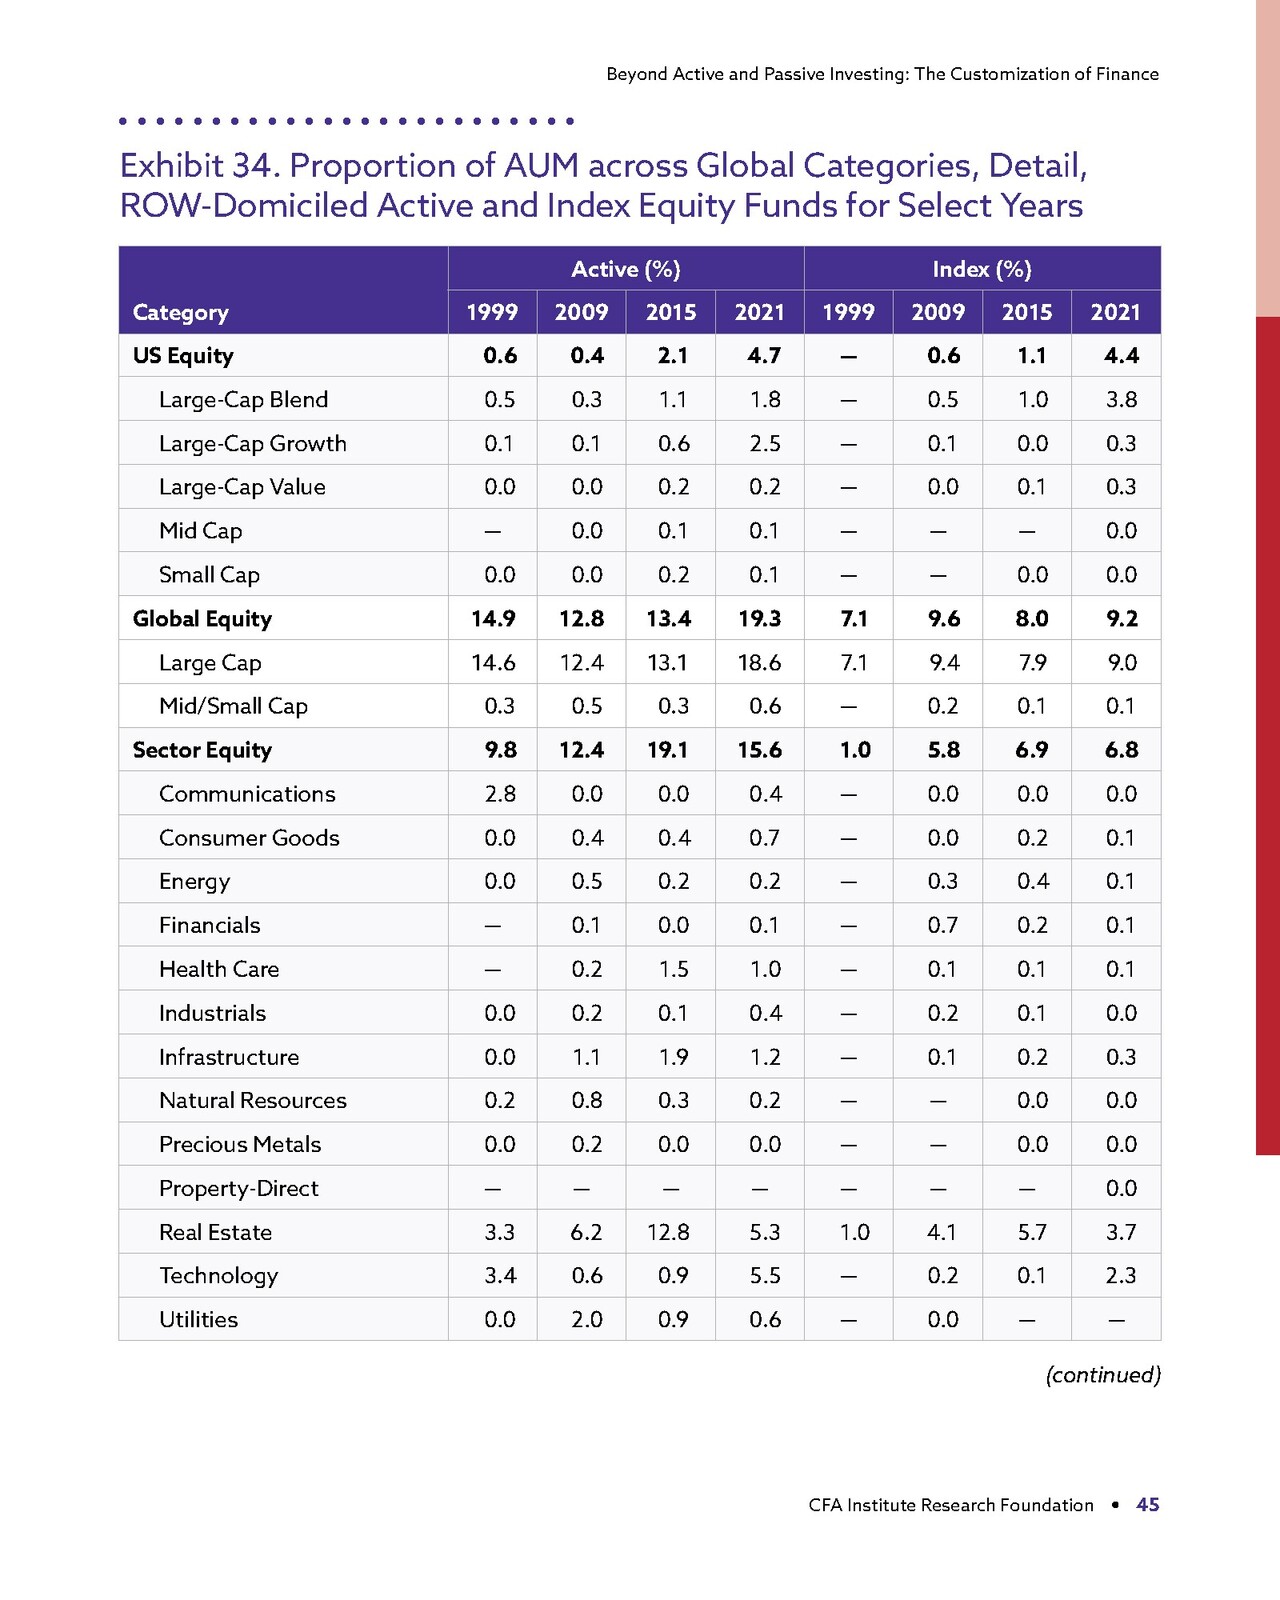 Beyond Active and Passive Investing: The Customization of Finance
Exhibit 34. Proportion of AUM across Global Categories, Detail,
ROW-Domiciled Active and Index Equity Funds for Select Years
Active (%) Index (%)
Category 1999 2009 2015 2021 1999 2009 2015 2021
US Equity 0.6 0.4 2.1 4.7 — 0.6 1.1 4.4
Large-Cap Blend 0.5 0.3 1.1 1.8 — 0.5 1.0 3.8
Large-Cap Growth 0.1 0.1 0.6 2.5 — 0.1 0.0 0.3
Large-Cap Value 0.0 0.0 0.2 0.2 — 0.0 0.1 0.3
Mid Cap — 0.0 0.1 0.1 — — — 0.0
Small Cap 0.0 0.0 0.2 0.1 — — 0.0 0.0
Global Equity 14.9 12.8 13.4 19.3 7.1 9.6 8.0 9.2
Large Cap 14.6 12.4 13.1 18.6 7.1 9.4 7.9 9.0
Mid/Small Cap 0.3 0.5 0.3 0.6 — 0.2 0.1 0.1
Sector Equity 9.8 12.4 19.1 15.6 1.0 5.8 6.9 6.8
Communications 2.8 0.0 0.0 0.4 — 0.0 0.0 0.0
Consumer Goods 0.0 0.4 0.4 0.7 — 0.0 0.2 0.1
Energy 0.0 0.5 0.2 0.2 — 0.3 0.4 0.1
Financials — 0.1 0.0 0.1 — 0.7 0.2 0.1
Health Care — 0.2 1.5 1.0 — 0.1 0.1 0.1
Industrials 0.0 0.2 0.1 0.4 — 0.2 0.1 0.0
Infrastructure 0.0 1.1 1.9 1.2 — 0.1 0.2 0.3
Natural Resources 0.2 0.8 0.3 0.2 — — 0.0 0.0
Precious Metals 0.0 0.2 0.0 0.0 — — 0.0 0.0
Property-Direct — — — — — — — 0.0
Real Estate 3.3 6.2 12.8 5.3 1.0 4.1 5.7 3.7
Technology 3.4 0.6 0.9 5.5 — 0.2 0.1 2.3
Utilities 0.0 2.0 0.9 0.6 — 0.0 — —
(continued)
CFA Institute Research Foundation • 45